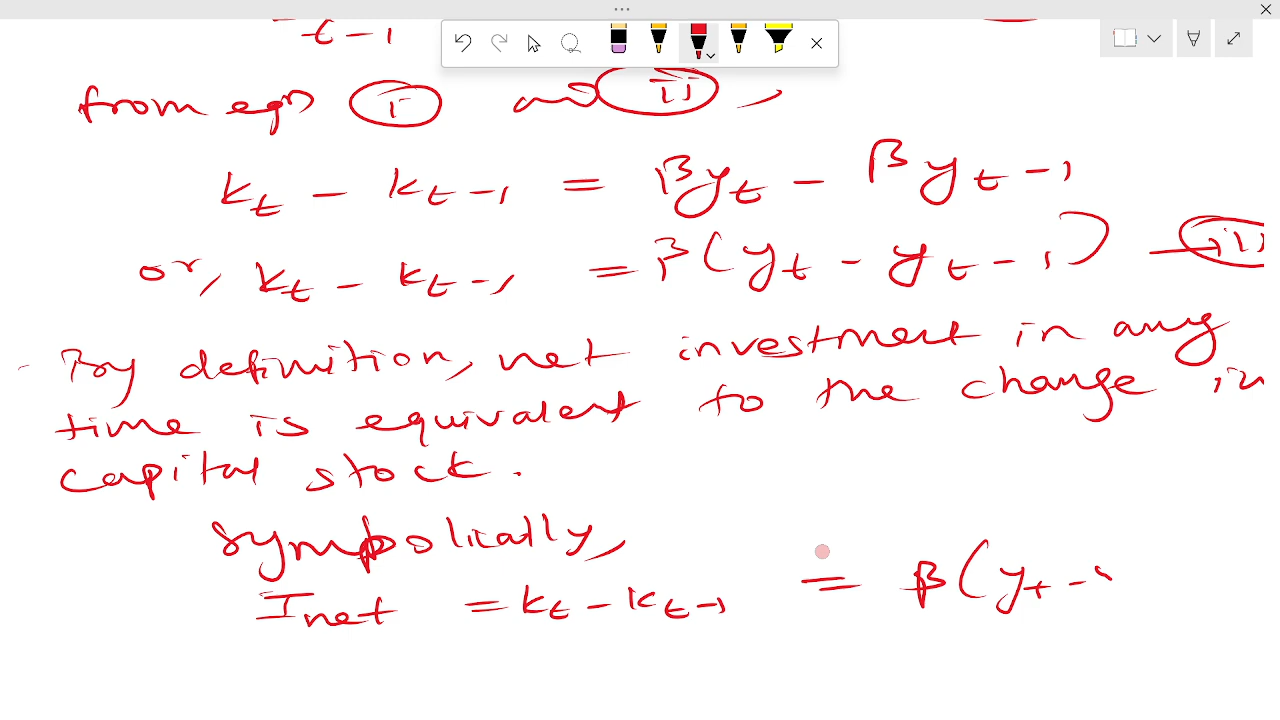 t-1
from eqn i and ii,
Kt - Kt-1 = βyt - βyt-1
or, Kt - Kt-1 = β(yt - yt-1) — iii
By definition, net investment in any
time is equivalent to the change in
capital stock.
Symbolically,
Inet = Kt - Kt-1 = β(yt -